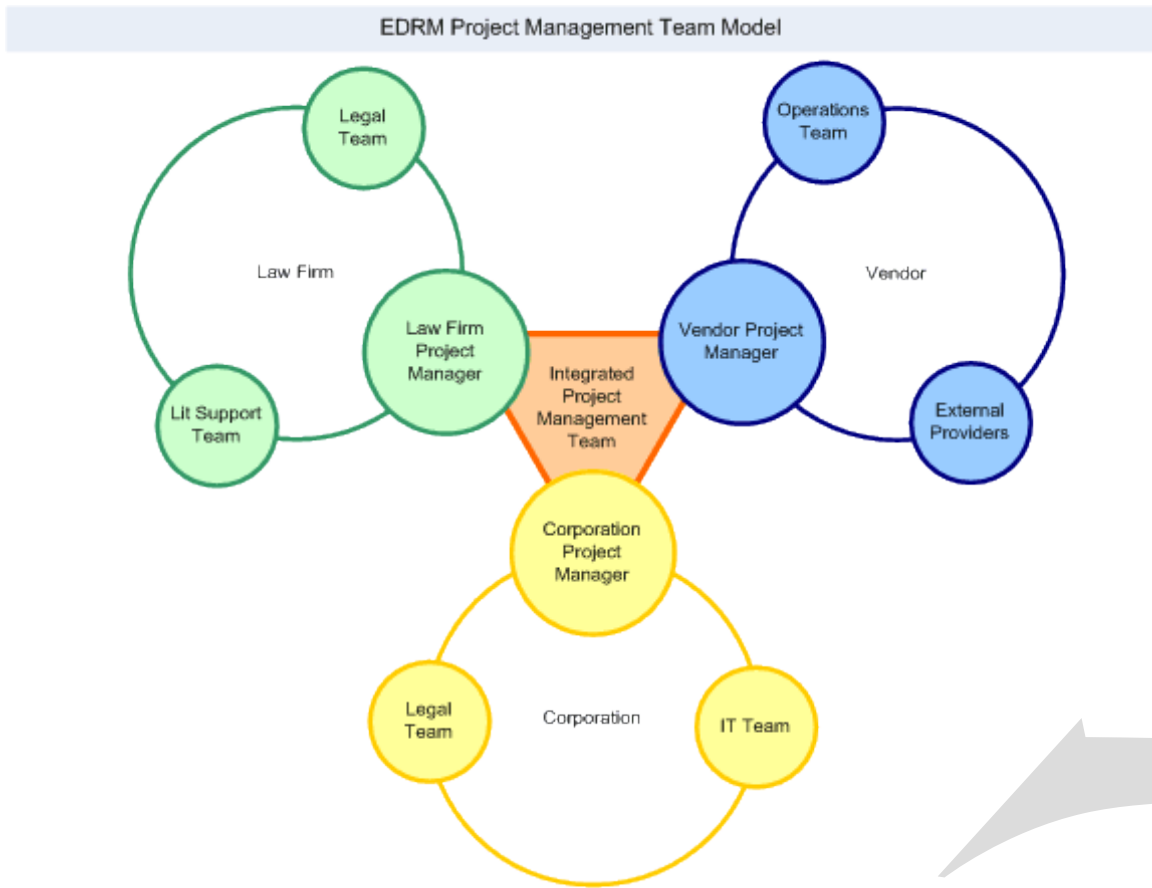 EDRM Project Management Team Model
Legal
Team
Law Firm
Law Firm
Project
Manager
Lit Support
Team
Operations
Team
Vendor
Vendor Project
Manager
External
Providers
Integrated
Project
Management
Team
Corporation
Project
Manager
Legal
Team
Corporation
IT Team